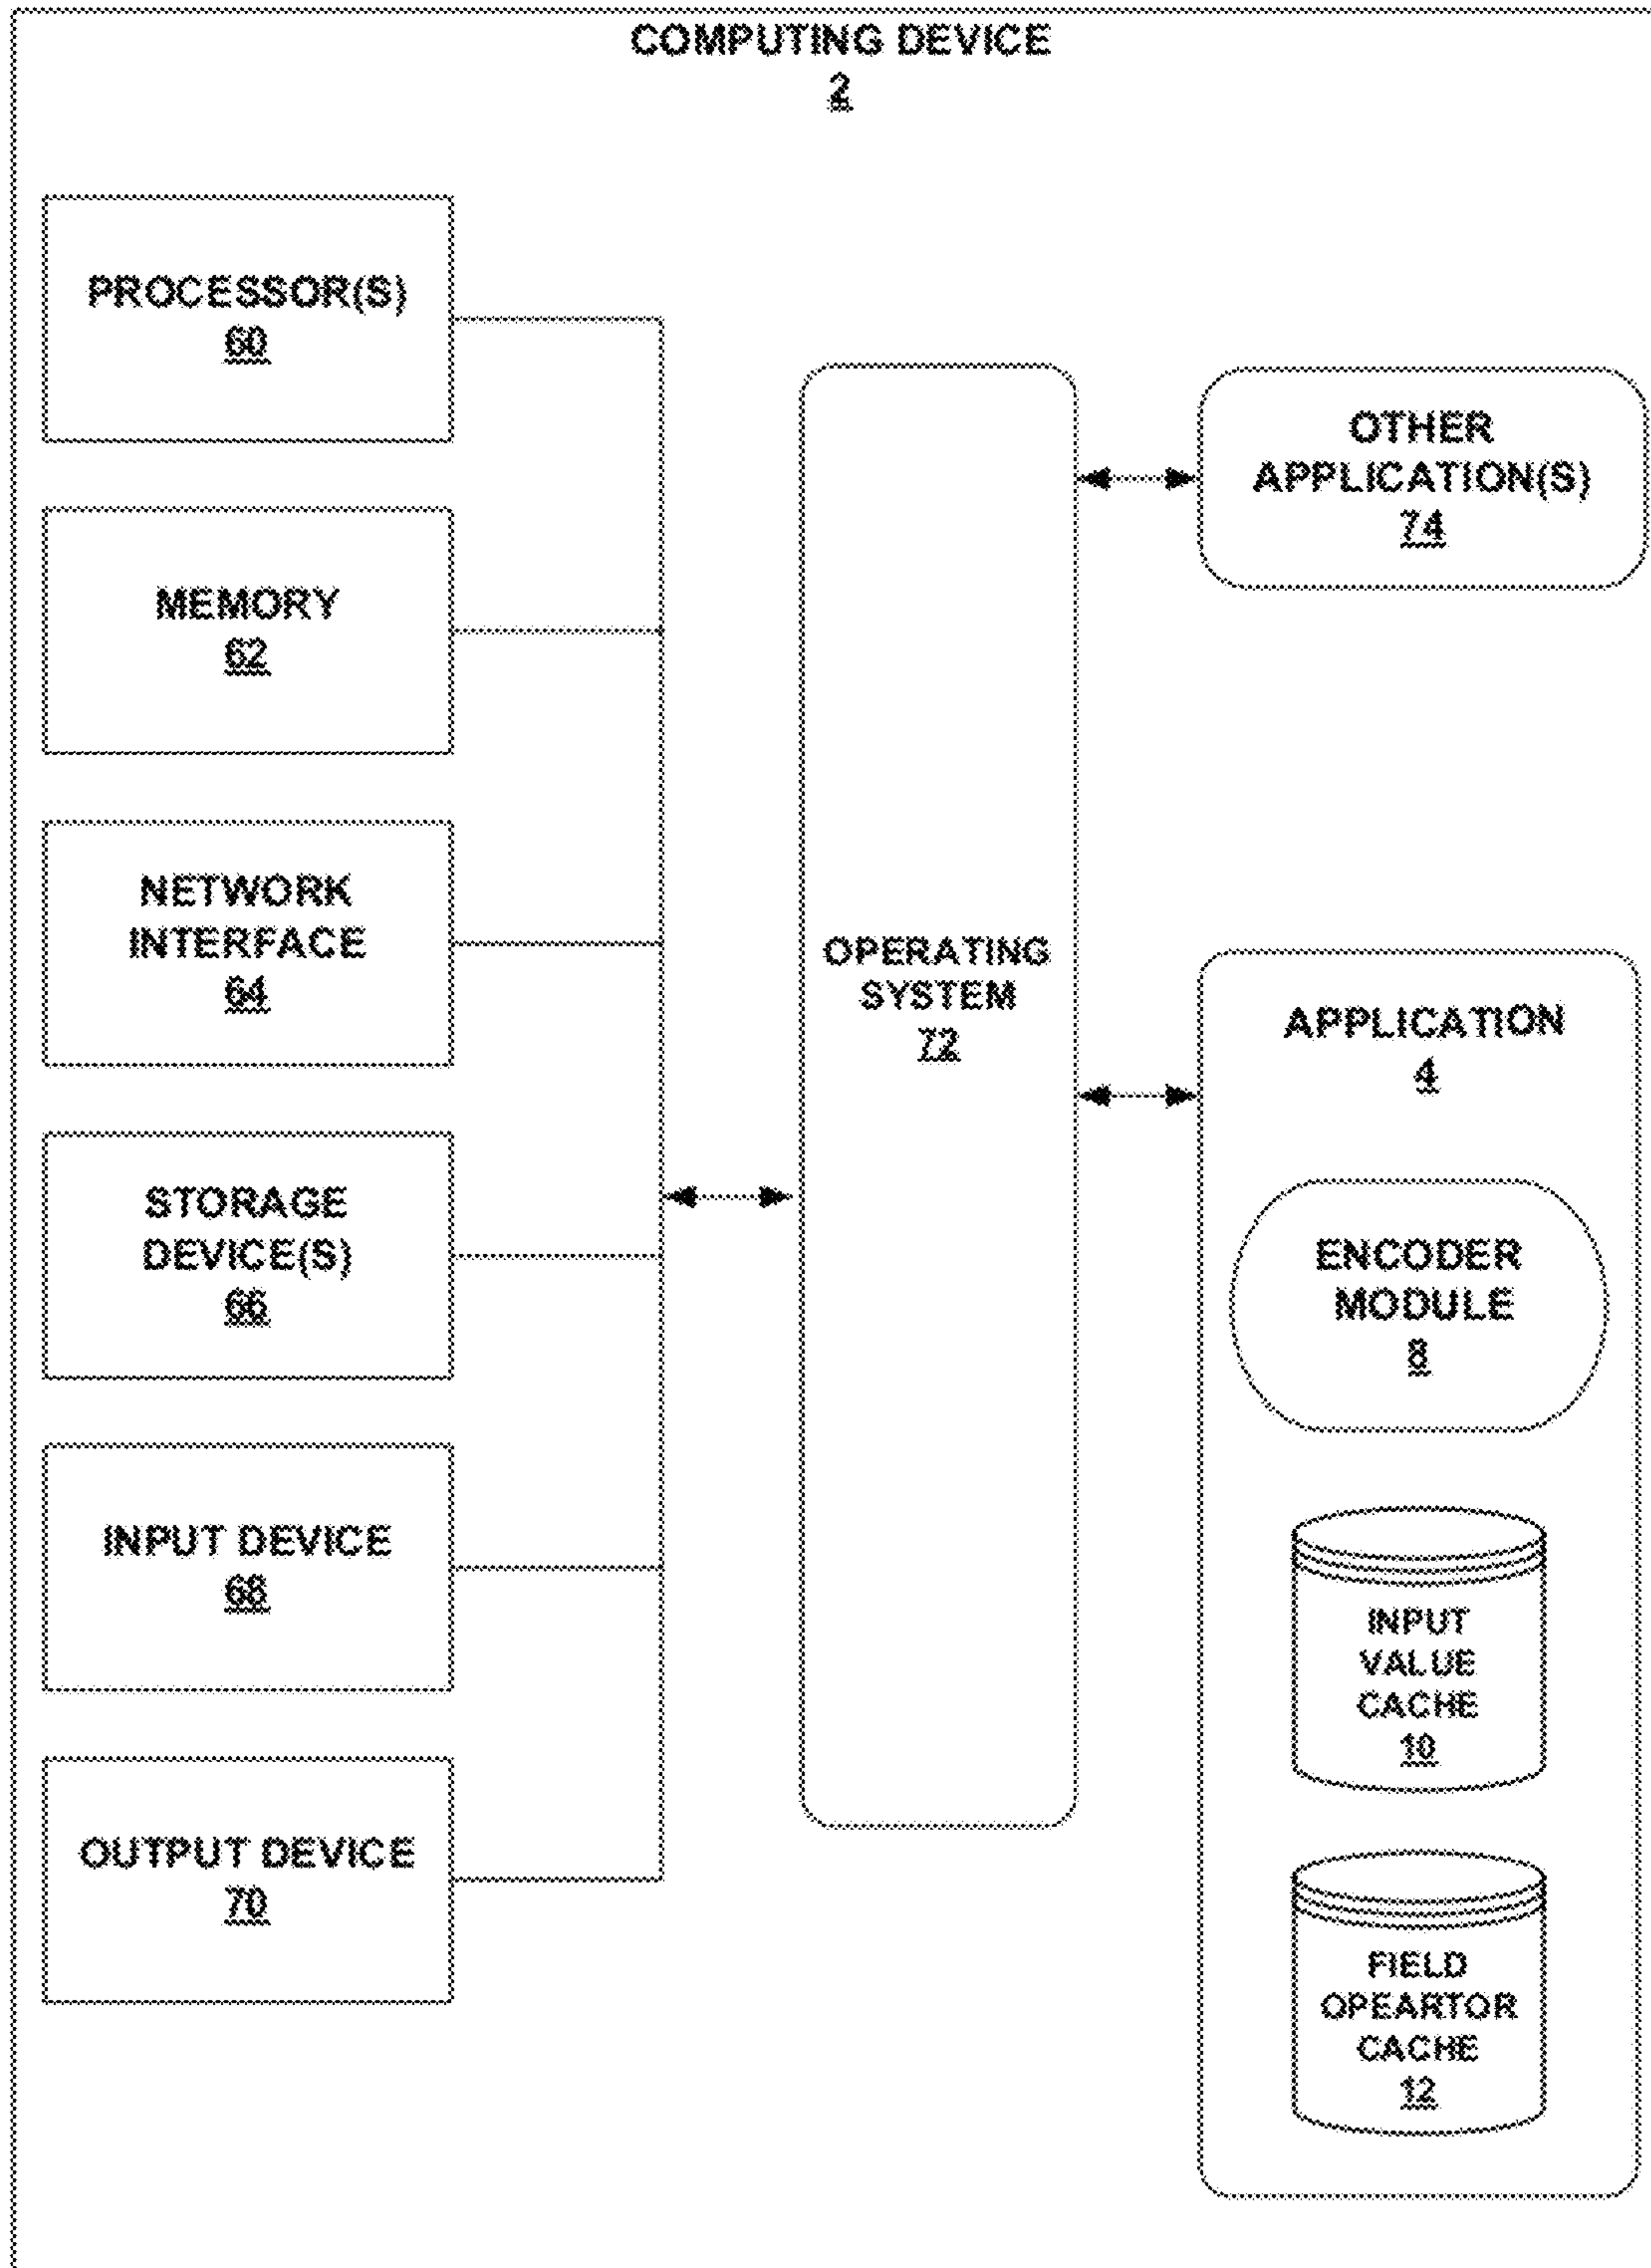 COMPUTING DEVICE
2
PROCESSOR(S)
60
MEMORY
62
NETWORK
INTERFACE
64
STORAGE
DEVICE(S)
66
INPUT DEVICE
68
OUTPUT DEVICE
70
OPERATING
SYSTEM
72
OTHER
APPLICATION(S)
74
APPLICATION
4
ENCODER
MODULE
8
INPUT
VALUE
CACHE
10
FIELD
OPEARTOR
CACHE
12